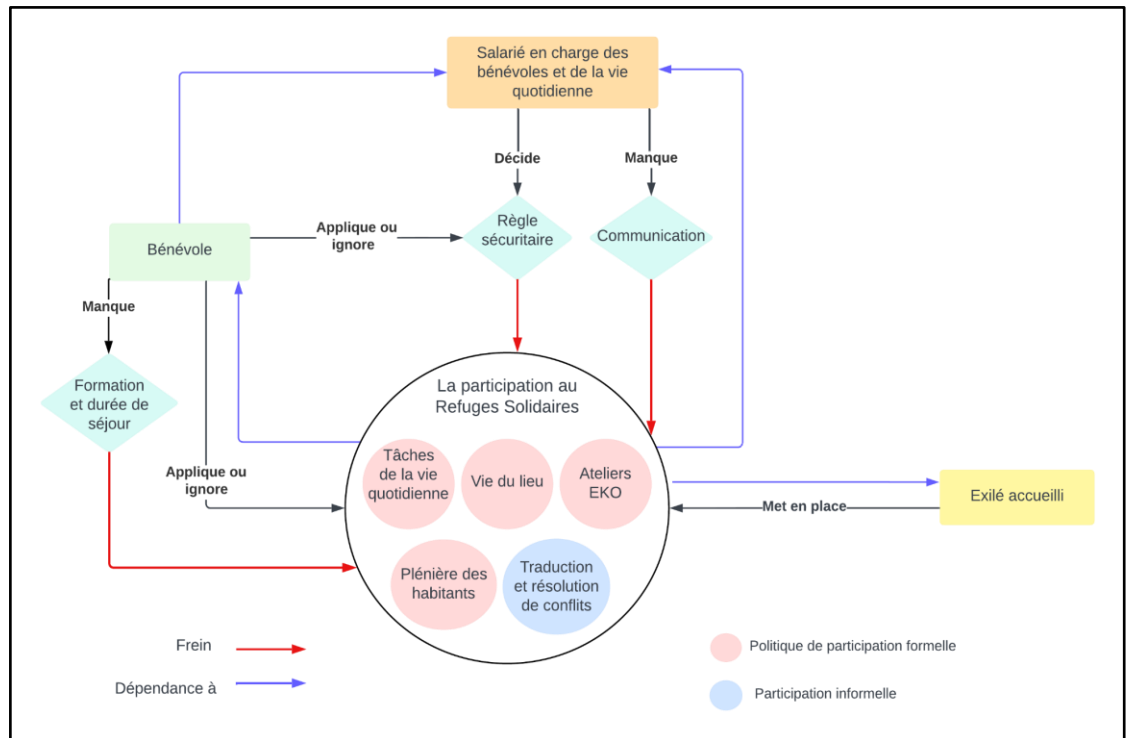 Salarié en charge des
bénévoles et de la vie
quotidienne
Décide
Manque
Applique ou
ignore
Règle
sécuritaire
Communication
Bénévole
Manque
Formation
et durée de
séjour
La participation au
Refuges Solidaires
Applique ou
ignore
Tâches
de la vie
quotidienne
Vie du lieu
Ateliers
EKO
Met en place
Exilé accueilli
Plénière des
habitants
Traduction
et résolution
de conflits
Frein
Dépendance à
Politique de participation formelle
Participation informelle